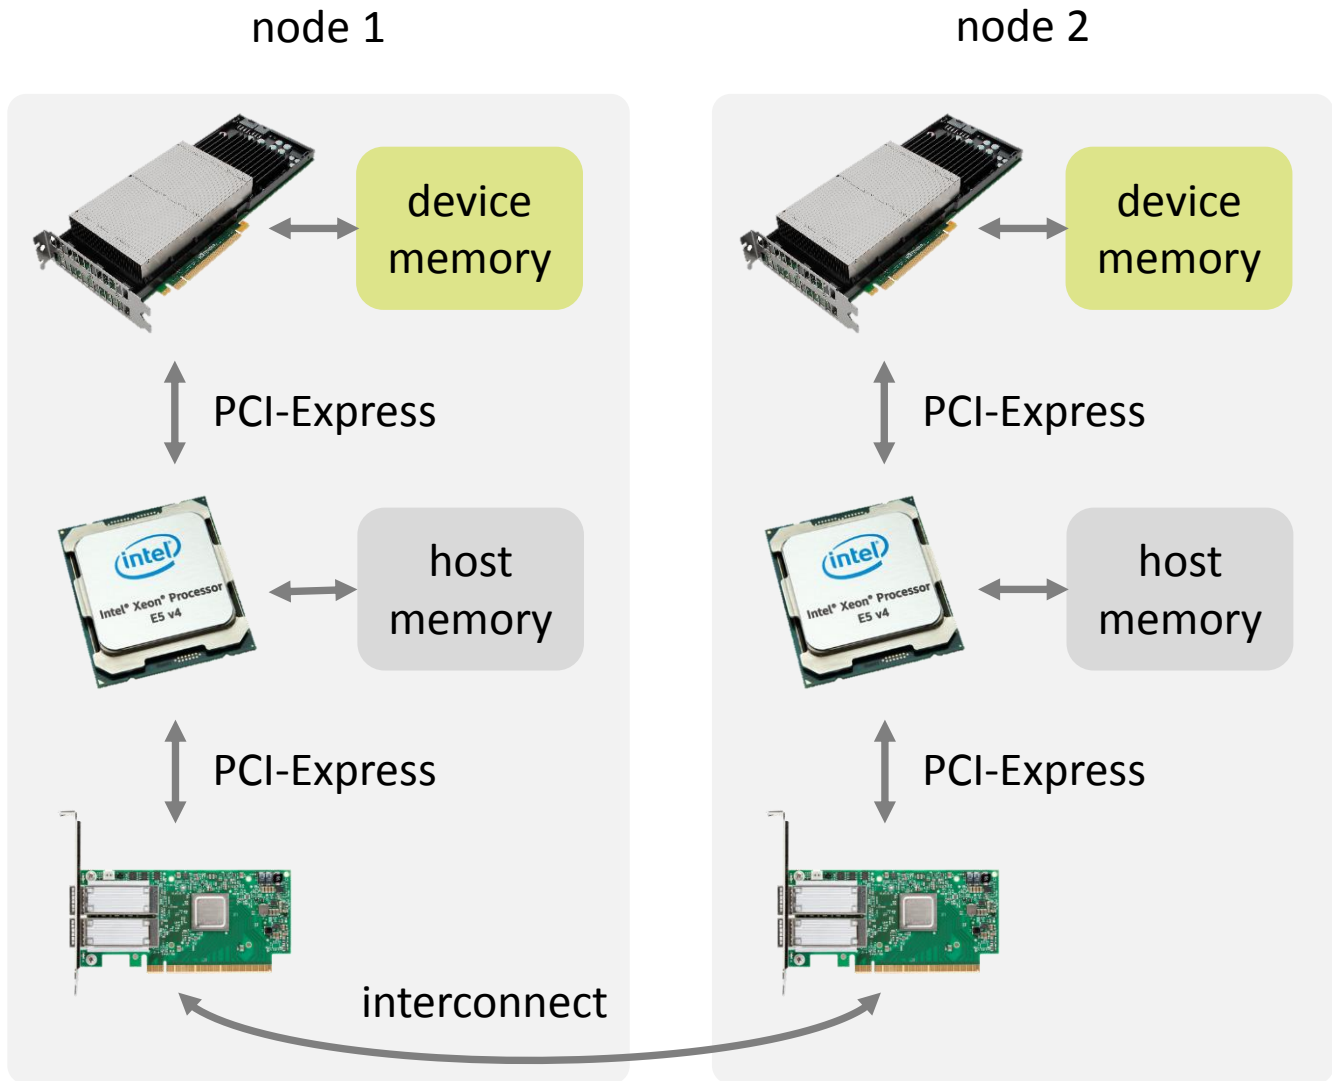 node 1
node 2
device
memory
device
memory
PCI-Express
PCI-Express
intel
Intel® Xeon® Processor
E5 v4
host
memory
intel
Intel® Xeon® Processor
E5 v4
host
memory
PCI-Express
PCI-Express
interconnect